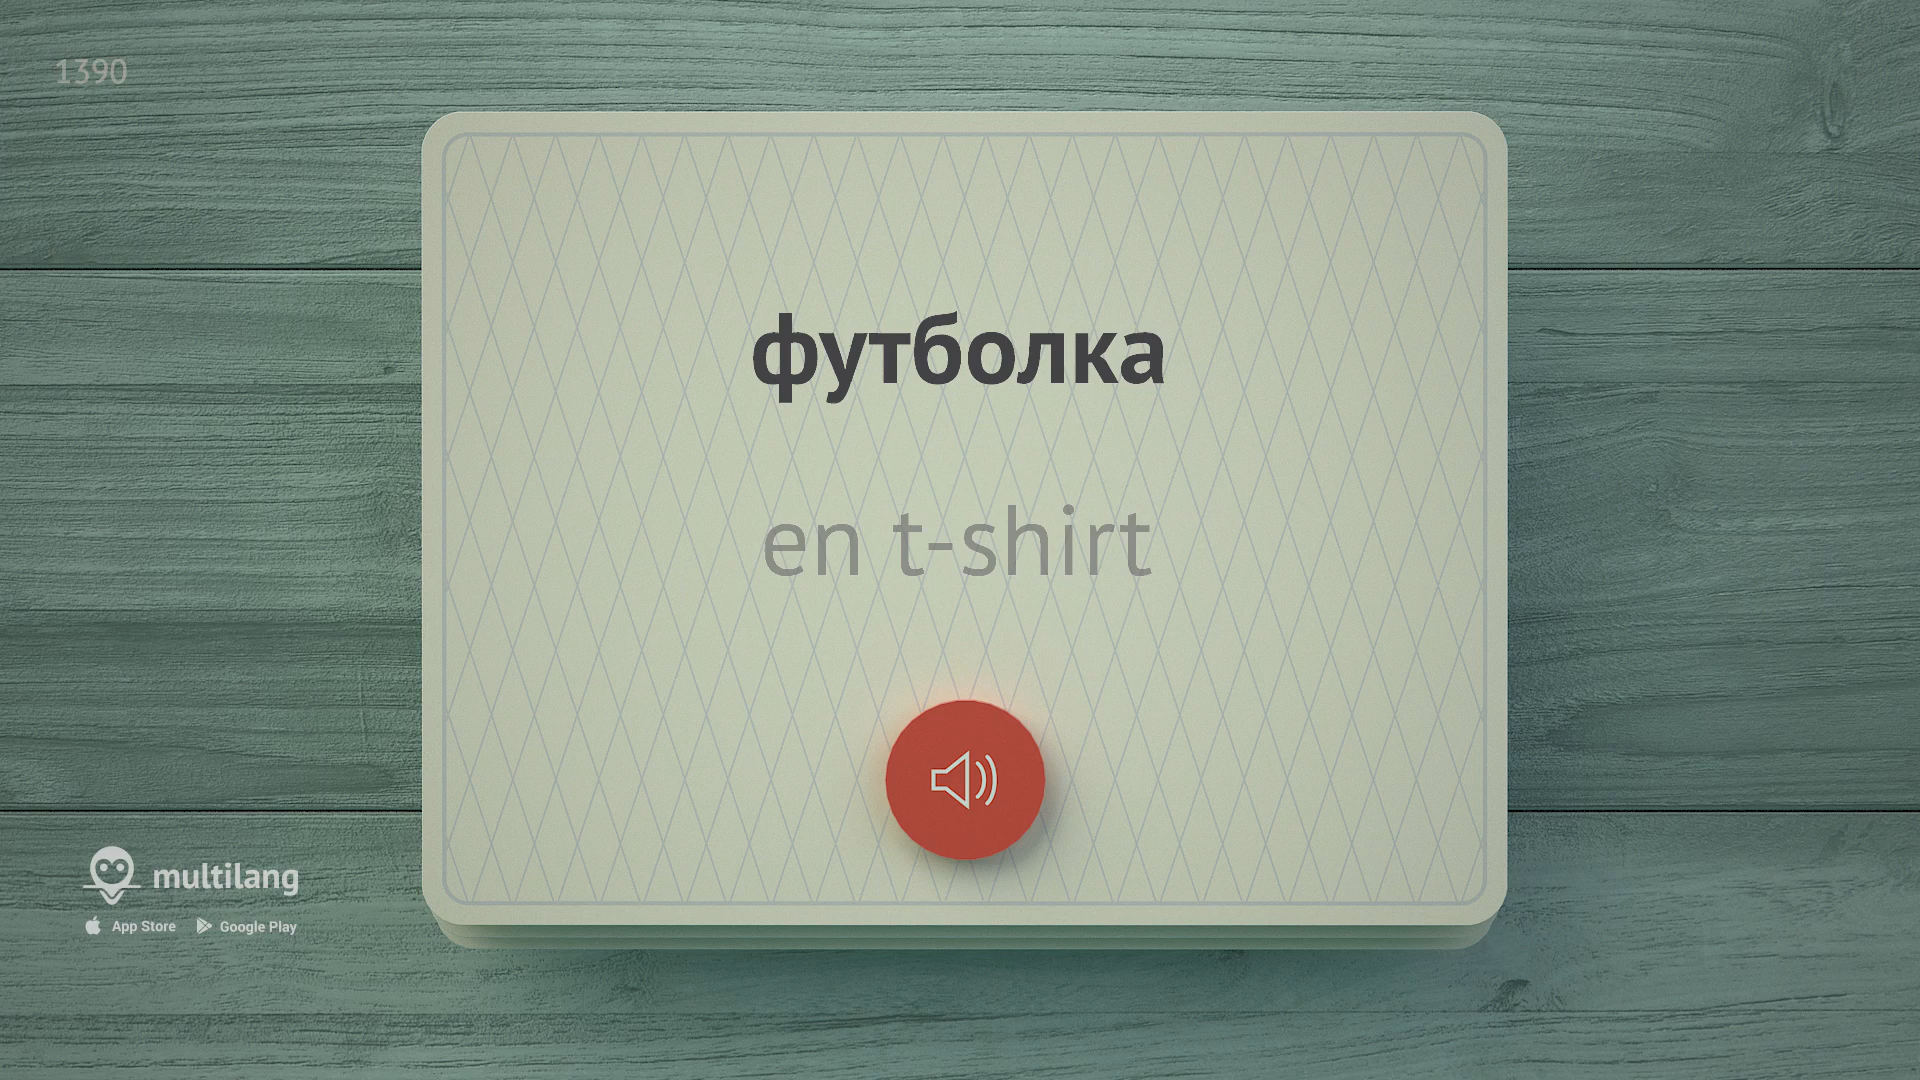 1390
футболка
en t-shirt
multilang
App Store Google Play